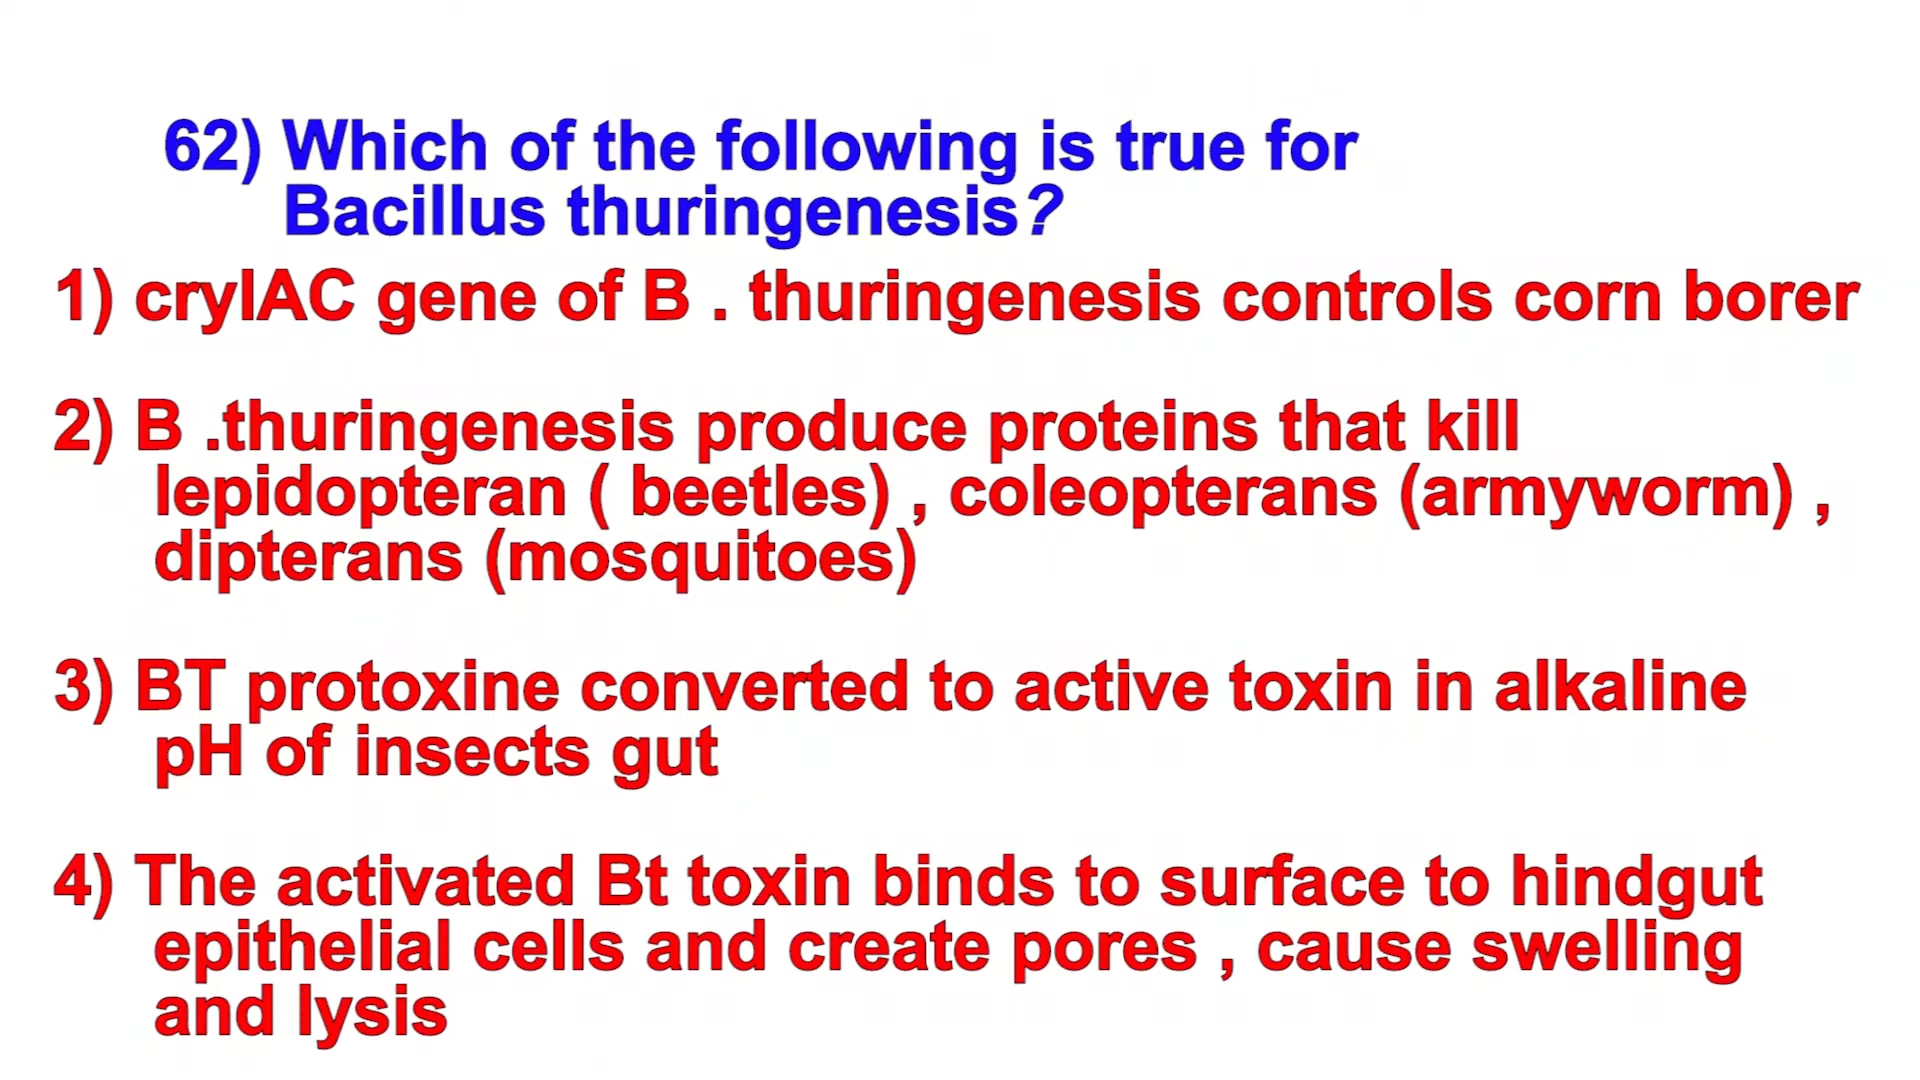 62) Which of the following is true for
Bacillus thuringenesis?
1) cryIAC gene of B . thuringenesis controls corn borer
2) B .thuringenesis produce proteins that kill
lepidopteran ( beetles) , coleopterans (armyworm) ,
dipterans (mosquitoes)
3) BT protoxine converted to active toxin in alkaline
pH of insects gut
4) The activated Bt toxin binds to surface to hindgut
epithelial cells and create pores , cause swelling
and lysis